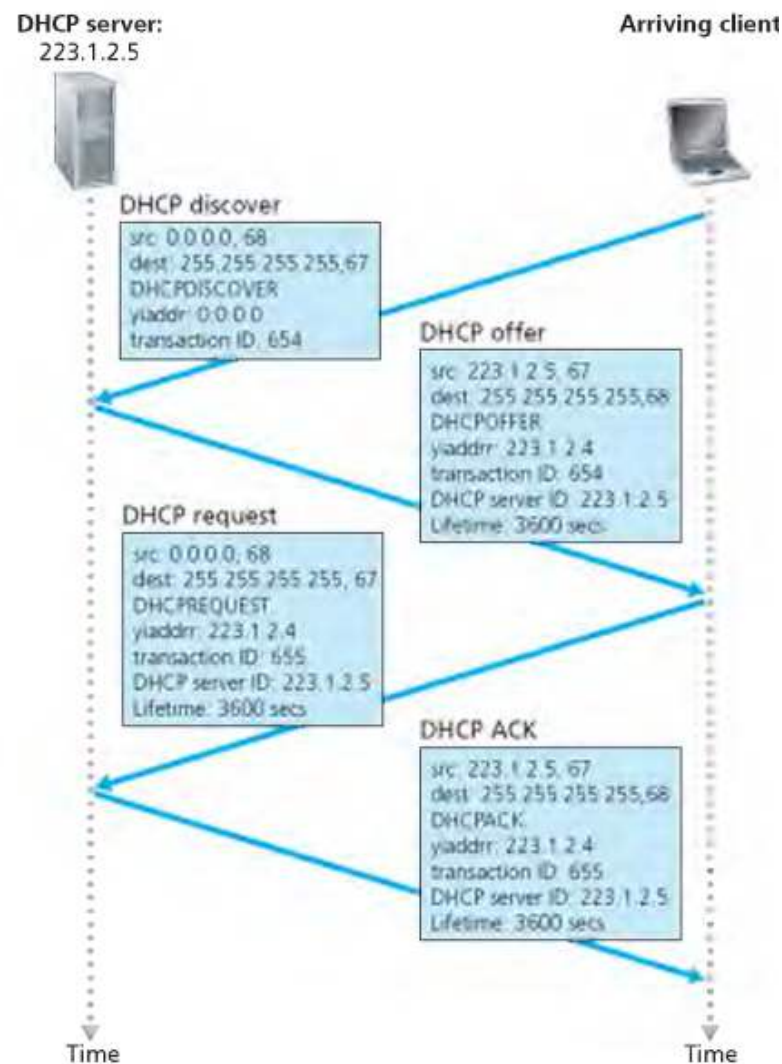 DHCP server:
223.1.2.5
Arriving client
DHCP discover
src: 0.0.0.0, 68
dest: 255.255.255.255,67
DHCPDISCOVER
yiaddr: 0.0.0.0
transaction ID: 654
DHCP offer
src: 223.1.2.5, 67
dest: 255.255.255.255,68
DHCPOFFER
yiaddrr: 223.1.2.4
transaction ID: 654
DHCP server ID: 223.1.2.5
Lifetime: 3600 secs
DHCP request
src: 0.0.0.0, 68
dest: 255.255.255.255, 67
DHCPREQUEST
yiaddrr: 223.1.2.4
transaction ID: 655
DHCP server ID: 223.1.2.5
Lifetime: 3600 secs
DHCP ACK
src: 223.1.2.5, 67
dest: 255.255.255.255,68
DHCPACK
yiaddrr: 223.1.2.4
transaction ID: 655
DHCP server ID: 223.1.2.5
Lifetime: 3600 secs
Time
Time